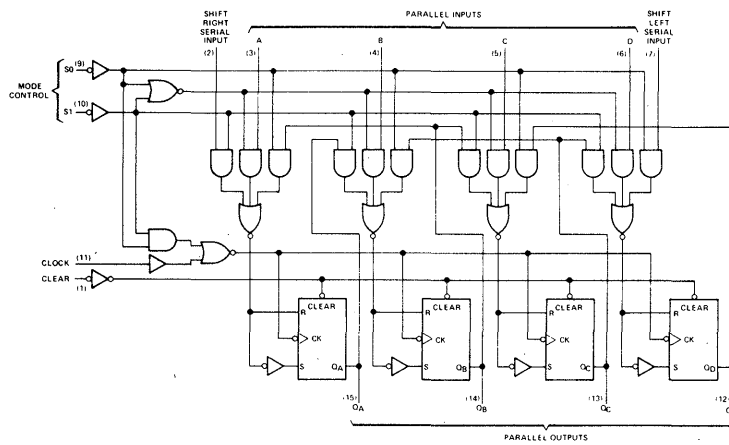 SHIFT RIGHT SERIAL INPUT
(2)
PARALLEL INPUTS
A
(3)
B
(4)
C
(5)
D
(6)
SHIFT LEFT SERIAL INPUT
(7)
MODE CONTROL
S0 (9)
S1 (10)
CLOCK (11)
CLEAR
(1)
CLEAR
R
CK
S
QA
CLEAR
R
CK
S
QB
CLEAR
R
CK
S
QC
CLEAR
R
CK
S
QD
(15)
QA
(14)
QB
(13)
QC
(12)
PARALLEL OUTPUTS